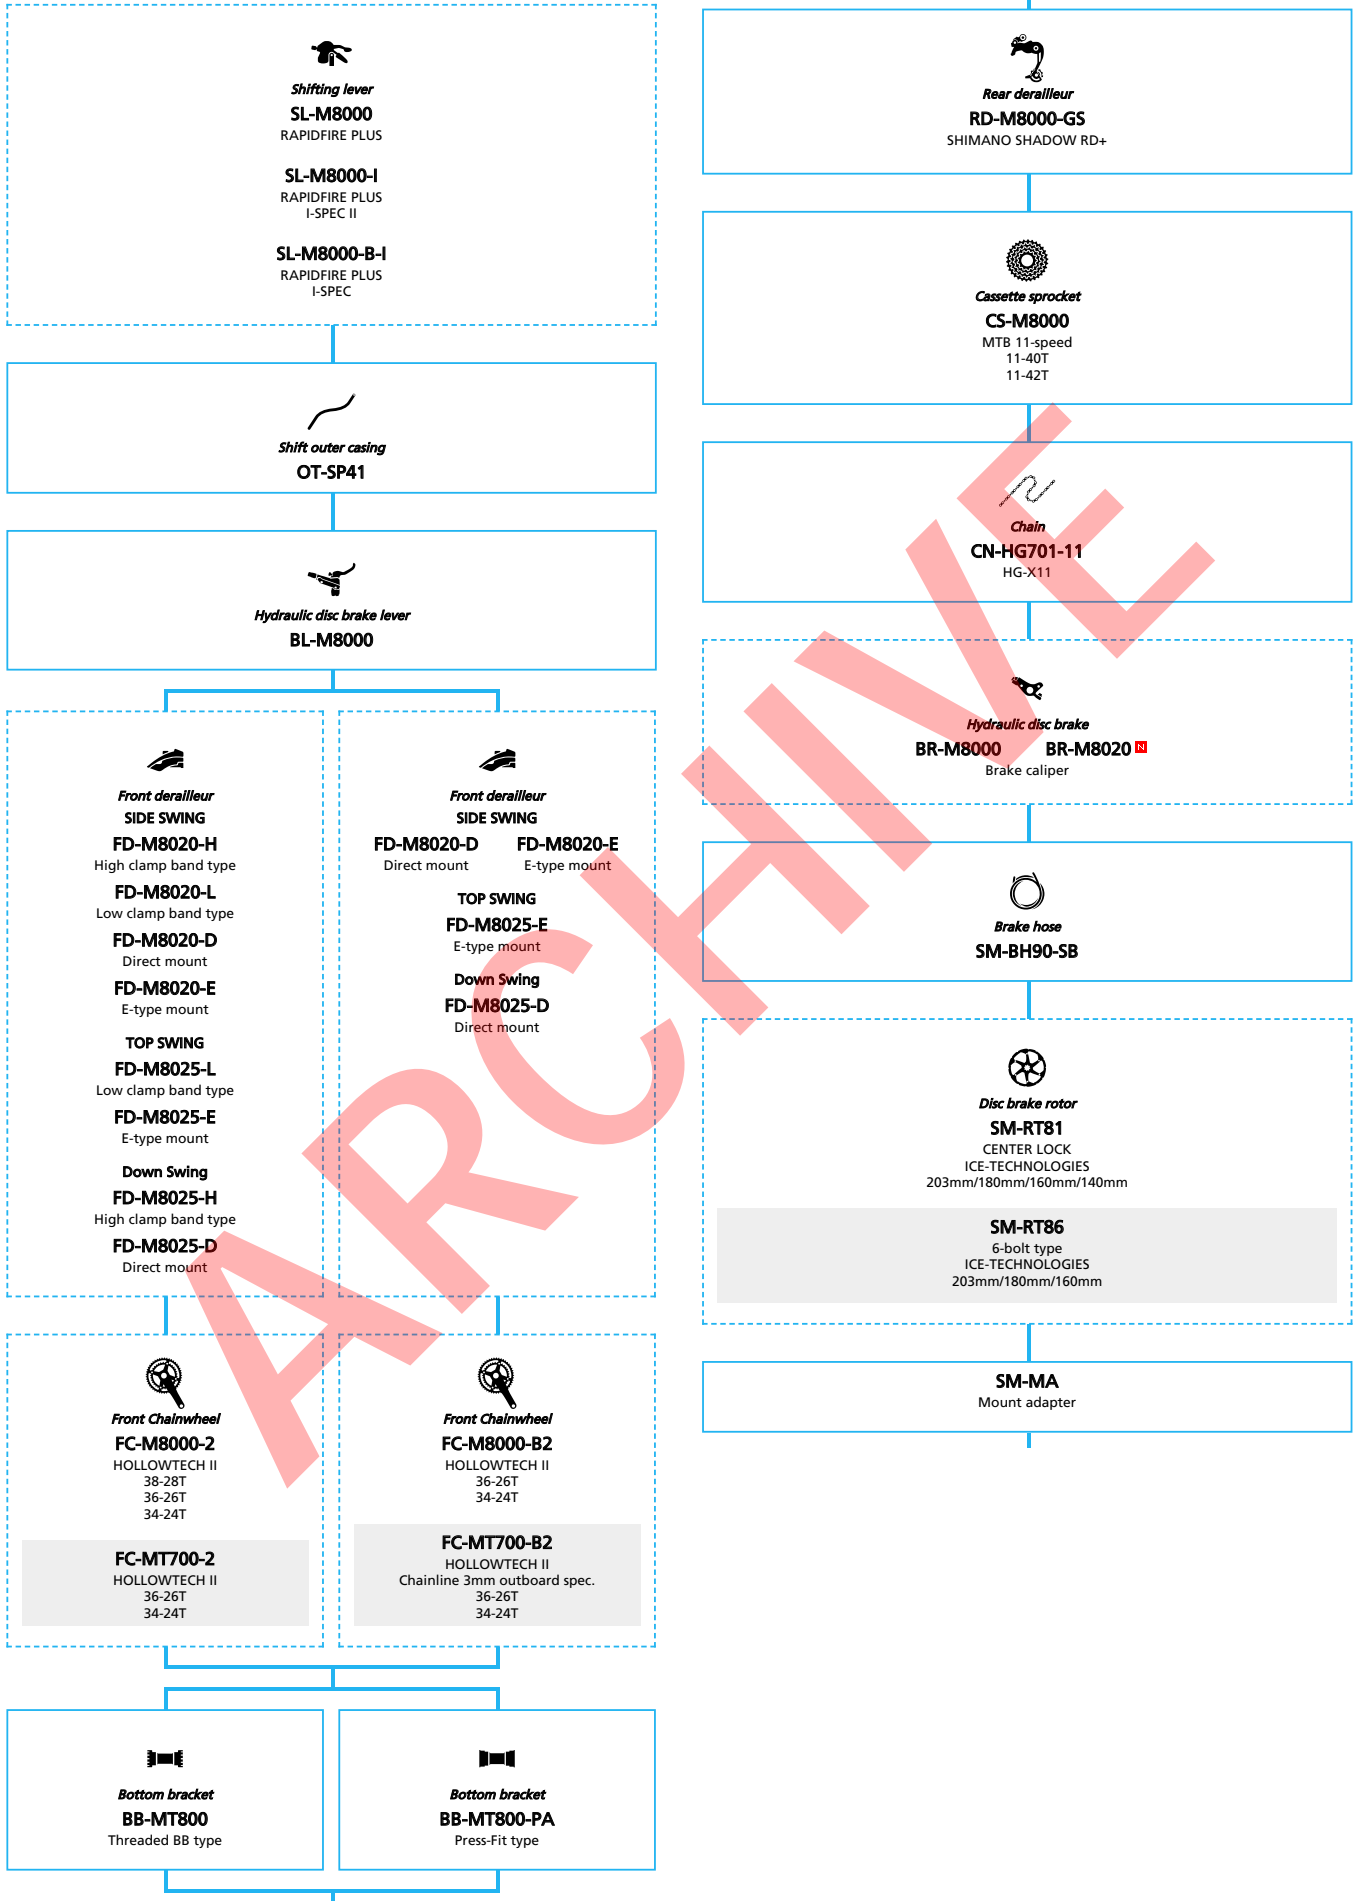 Shifting lever
SL-M8000
RAPIDFIRE PLUS
SL-M8000-I
RAPIDFIRE PLUS
I-SPEC II
SL-M8000-B-I
RAPIDFIRE PLUS
I-SPEC
Shift outer casing
OT-SP41
Hydraulic disc brake lever
BL-M8000
Front derailleur
SIDE SWING
FD-M8020-H
High clamp band type
FD-M8020-L
Low clamp band type
FD-M8020-D
Direct mount
FD-M8020-E
E-type mount
TOP SWING
FD-M8025-L
Low clamp band type
FD-M8025-E
E-type mount
Down Swing
FD-M8025-H
High clamp band type
FD-M8025-D
Direct mount
Front derailleur
SIDE SWING
FD-M8020-D FD-M8020-E
Direct mount E-type mount
TOP SWING
FD-M8025-E
E-type mount
Down Swing
FD-M8025-D
Direct mount
Front Chainwheel
FC-M8000-2
HOLLOWTECH II
38-28T
36-26T
34-24T
FC-MT700-2
HOLLOWTECH II
36-26T
34-24T
Front Chainwheel
FC-M8000-B2
HOLLOWTECH II
36-26T
34-24T
FC-MT700-B2
HOLLOWTECH II
Chainline 3mm outboard spec.
36-26T
34-24T
Bottom bracket
BB-MT800
Threaded BB type
Bottom bracket
BB-MT800-PA
Press-Fit type
Rear derailleur
RD-M8000-GS
SHIMANO SHADOW RD+
Cassette sprocket
CS-M8000
MTB 11-speed
11-40T
11-42T
Chain
CN-HG701-11
HG-X11
Hydraulic disc brake
BR-M8000 BR-M8020 N
Brake caliper
Brake hose
SM-BH90-SB
Disc brake rotor
SM-RT81
CENTER LOCK
ICE-TECHNOLOGIES
203mm/180mm/160mm/140mm
SM-RT86
6-bolt type
ICE-TECHNOLOGIES
203mm/180mm/160mm
SM-MA
Mount adapter
ARCHIVE